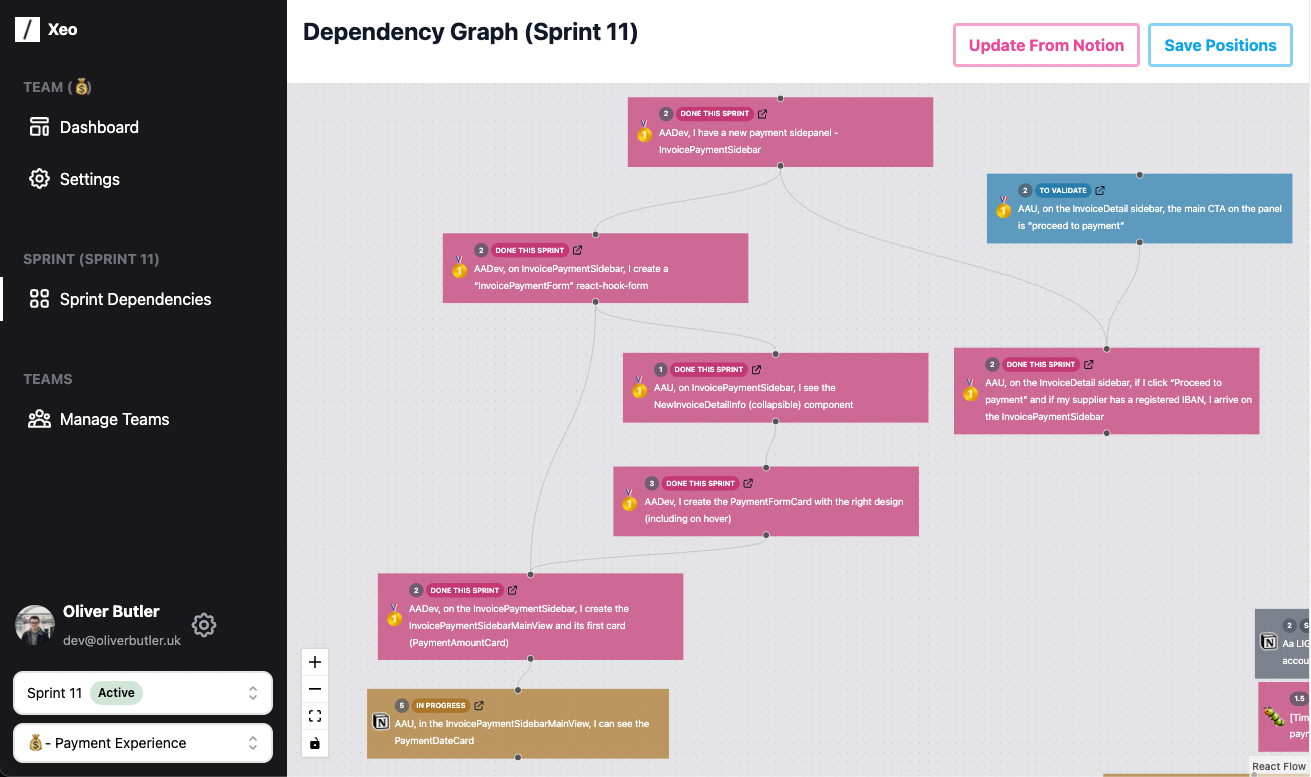 Xeo
TEAM (💰)
Dashboard
Settings
SPRINT (SPRINT 11)
Sprint Dependencies
TEAMS
Manage Teams
Oliver Butler
dev@oliverbutler.uk
Sprint 11 Active
💰- Payment Experience
Dependency Graph (Sprint 11)
Update From Notion
Save Positions
2 DONE THIS SPRINT
AADev, I have a new payment sidepanel -
InvoicePaymentSidebar
2 TO VALIDATE
AAU, on the InvoiceDetail sidebar, the main CTA on the panel
is "proceed to payment"
2 DONE THIS SPRINT
AADev, on InvoicePaymentSidebar, I create a
“InvoicePaymentForm” react-hook-form
1 DONE THIS SPRINT
AAU, on InvoicePaymentSidebar, I see the
NewInvoiceDetailInfo (collapsible) component
2 DONE THIS SPRINT
AAU, on the InvoiceDetail sidebar, if I click “Proceed to
payment” and if my supplier has a registered IBAN, I arrive on
the InvoicePaymentSidebar
3 DONE THIS SPRINT
AADev, I create the PaymentFormCard with the right design
(including on hover)
2 DONE THIS SPRINT
AADev, on the InvoicePaymentSidebar, I create the
InvoicePaymentSidebarMainView and its first card
(PaymentAmountCard)
5 IN PROGRESS
AAU, in the InvoicePaymentSidebarMainView, I can see the
PaymentDateCard
2 S
Aa LIG
accou
1.5
[Tim
payn
React Flow